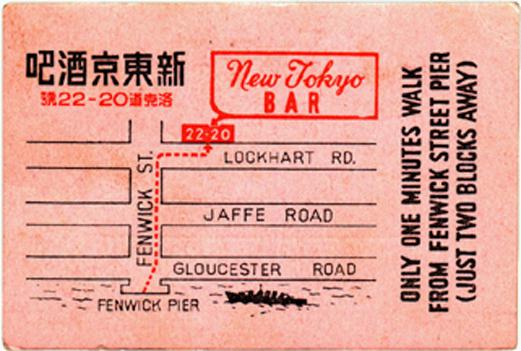 新東京酒吧
洛克道20-22號
New Tokyo
BAR
22-20
LOCKHART RD.
FENWICK ST.
JAFFE ROAD
GLOUCESTER ROAD
FENWICK PIER
ONLY ONE MINUTES WALK
FROM FENWICK STREET PIER
(JUST TWO BLOCKS AWAY)